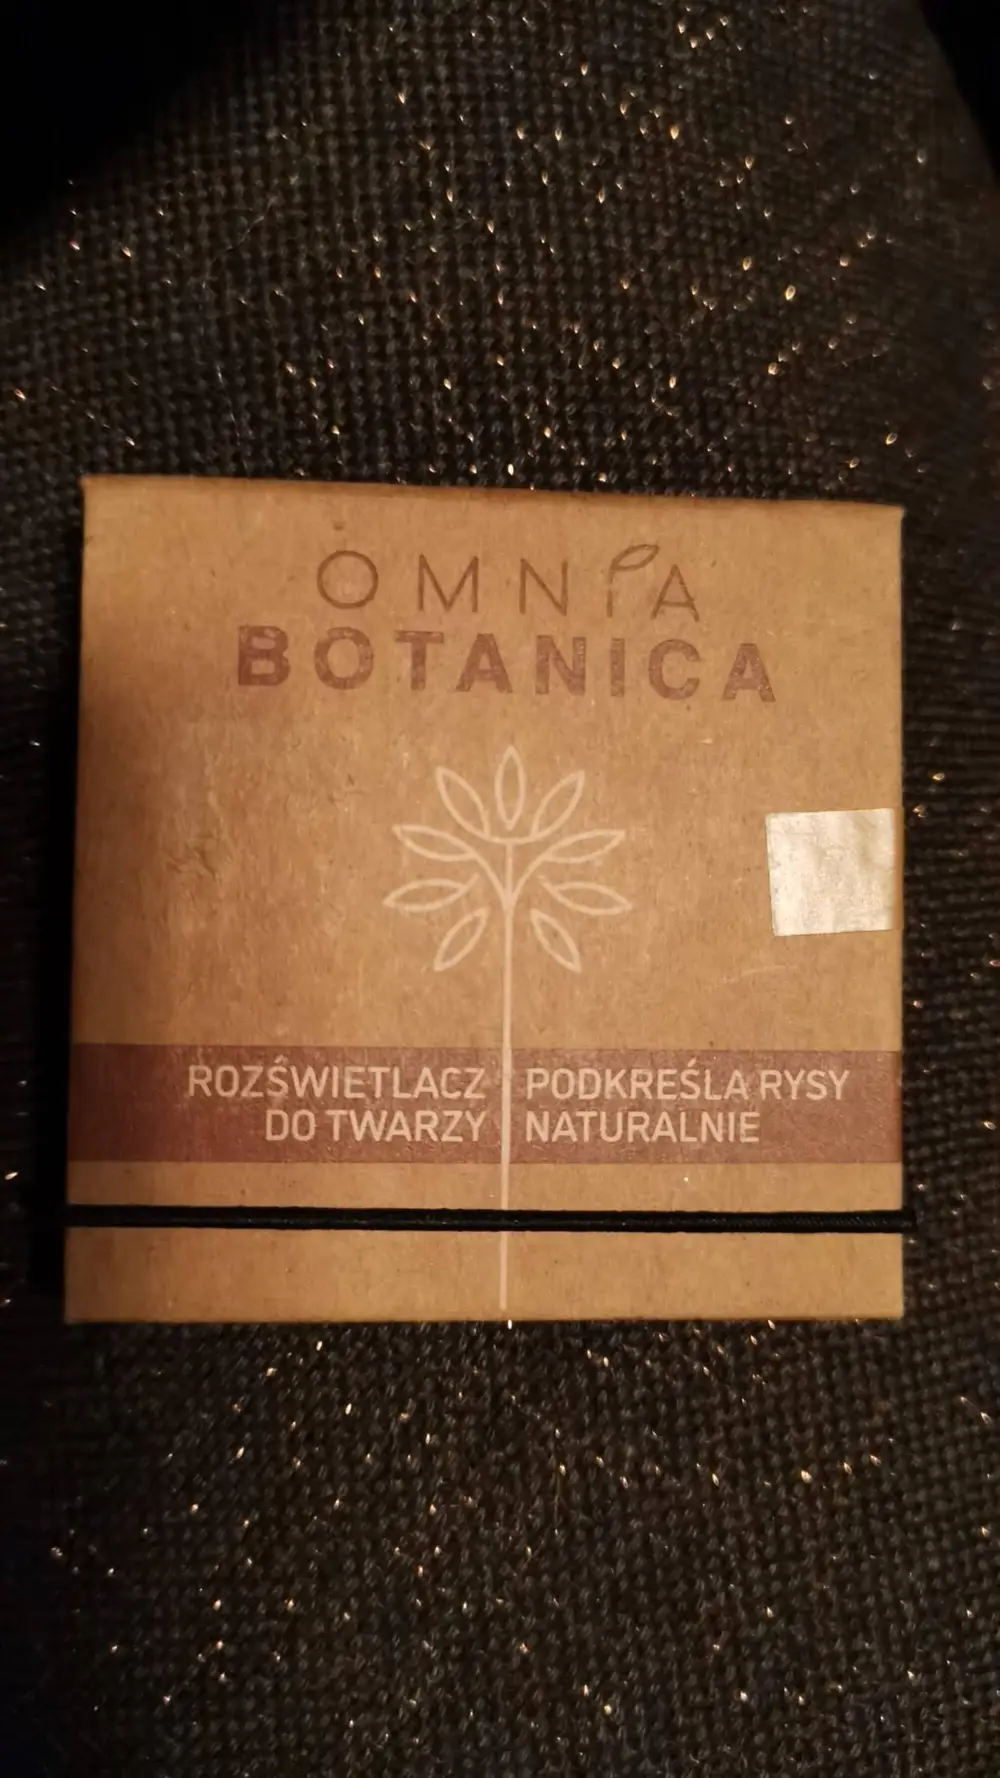 OMNIA
BOTANICA
ROZŚWIETLACZ
DO TWARZY
PODKREŚLA RYSY
NATURALNIE